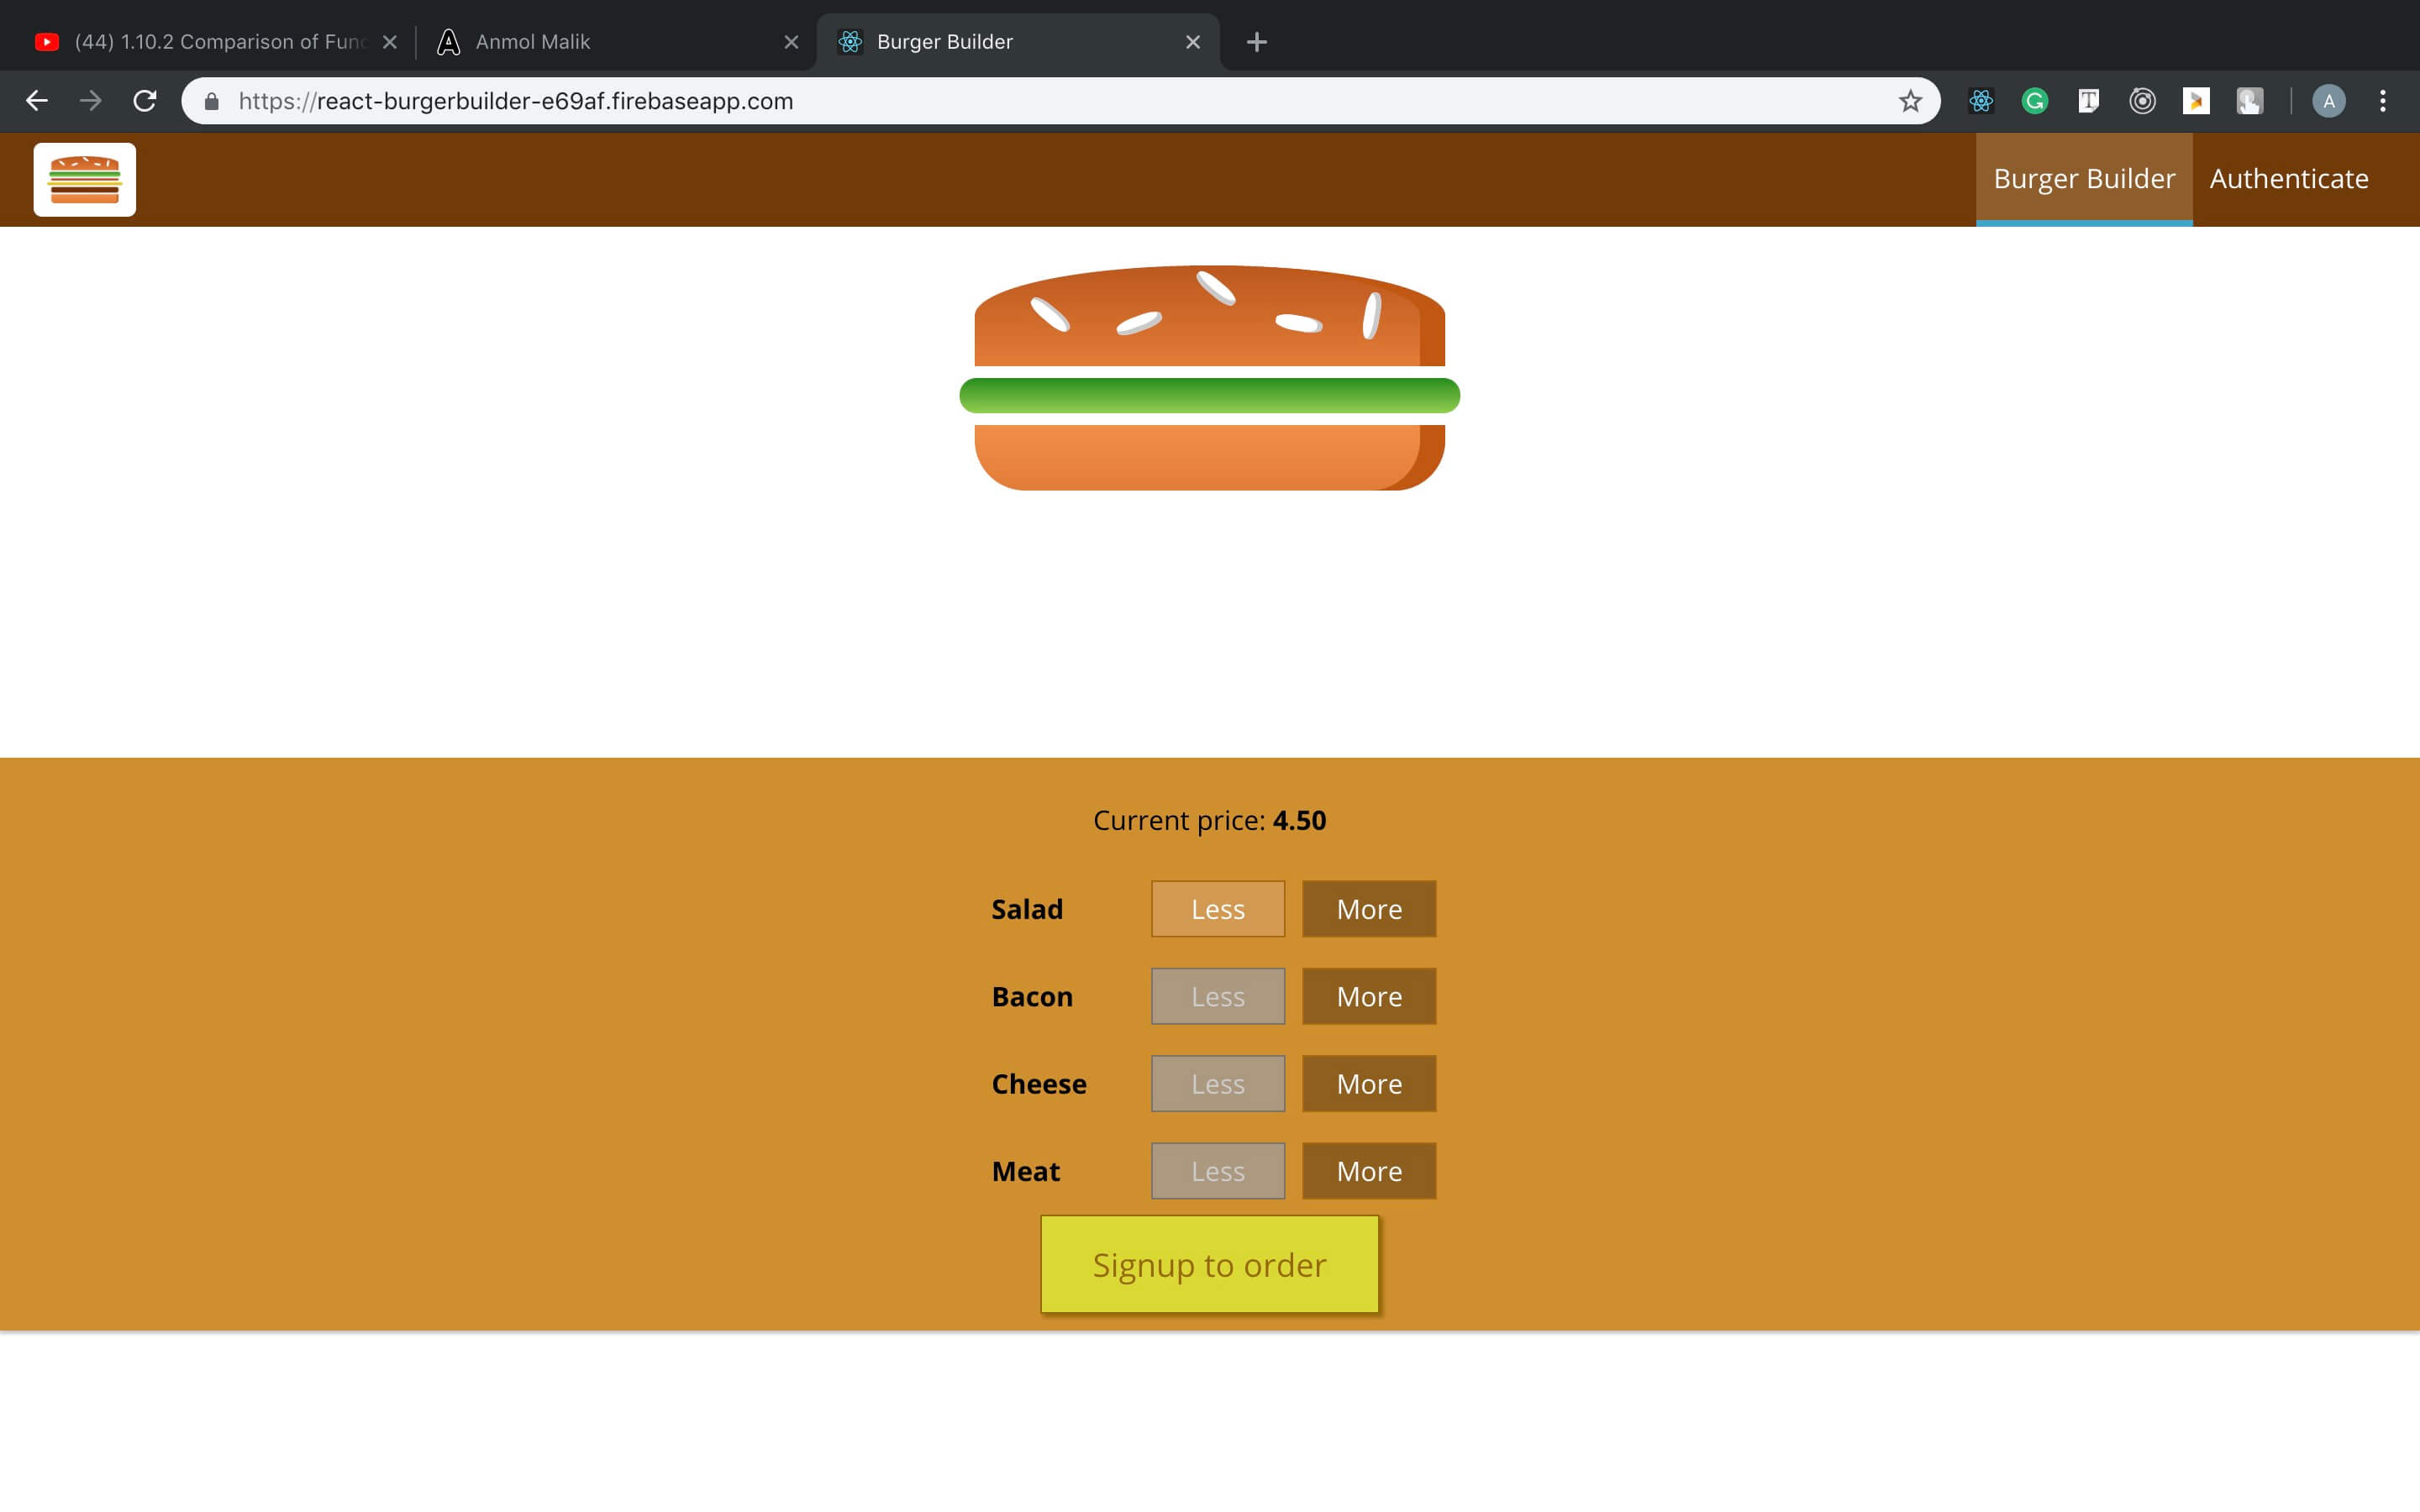 (44) 1.10.2 Comparison of Func
Anmol Malik
Burger Builder
https://react-burgerbuilder-e69af.firebaseapp.com
A
Burger Builder
Authenticate
Current price: 4.50
Salad Less More
Bacon Less More
Cheese Less More
Meat Less More
Signup to order